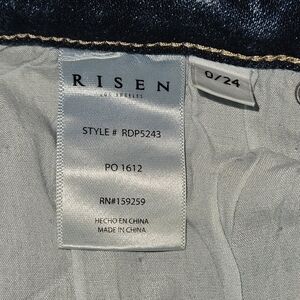 RISEN
LOS ANGELES
0/24
STYLE # RDP5243
PO 1612
RN#159259
HECHO EN CHINA
MADE IN CHINA